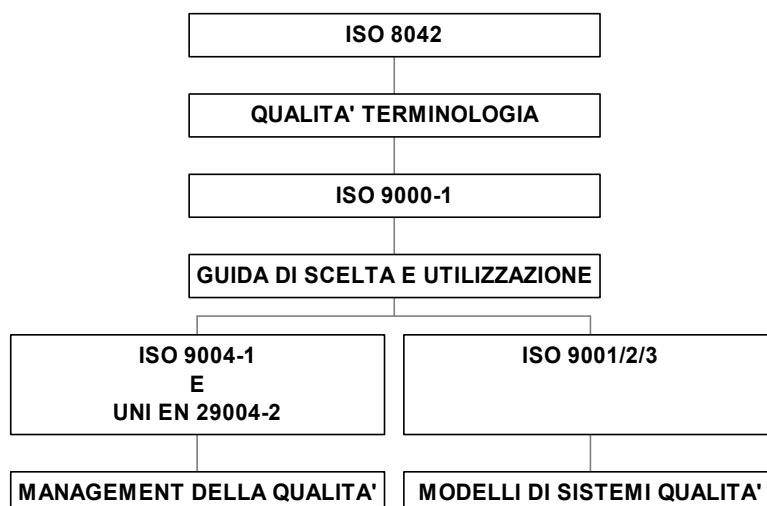 ISO 8042
QUALITA' TERMINOLOGIA
ISO 9000-1
GUIDA DI SCELTA E UTILIZZAZIONE
ISO 9004-1
E
UNI EN 29004-2
ISO 9001/2/3
MANAGEMENT DELLA QUALITA'
MODELLI DI SISTEMI QUALITA'